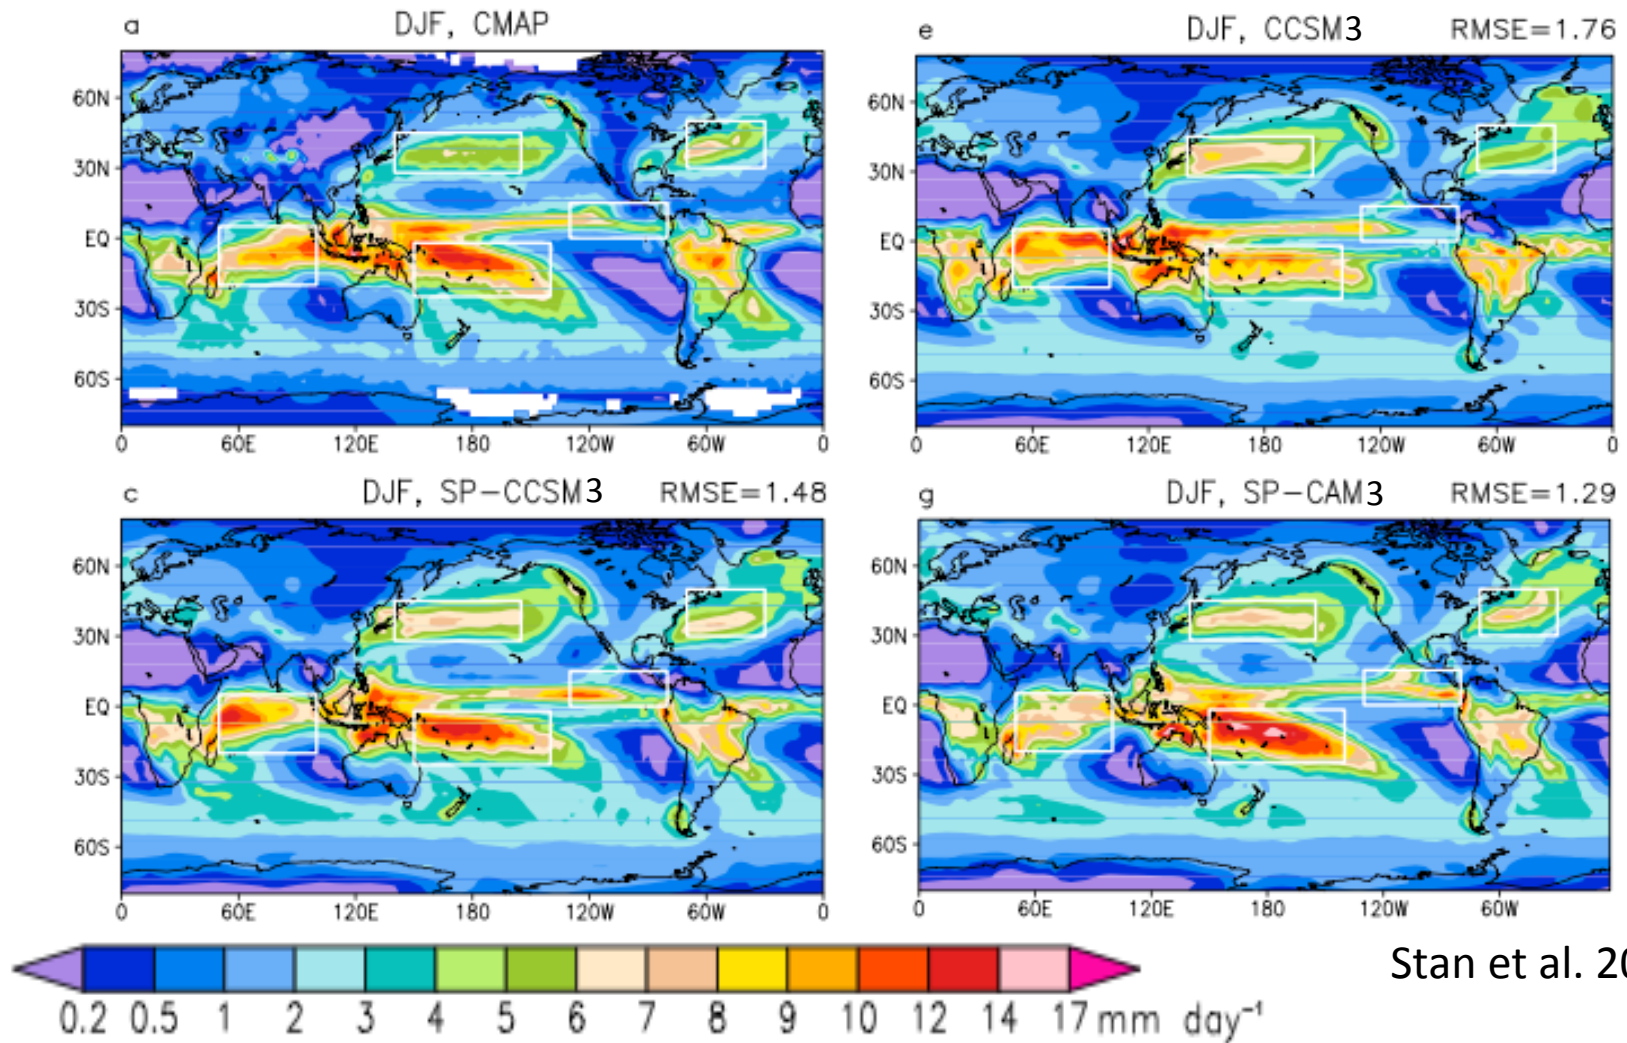 a DJF, CMAP
60N
30N
EQ
30S
60S
0 60E 120E 180 120W 60W 0
e DJF, CCSM3 RMSE=1.76
60N
30N
EQ
30S
60S
0 60E 120E 180 120W 60W 0
c DJF, SP-CCSM3 RMSE=1.48
60N
30N
EQ
30S
60S
0 60E 120E 180 120W 60W 0
g DJF, SP-CAM3 RMSE=1.29
60N
30N
EQ
30S
60S
0 60E 120E 180 120W 60W
0.2 0.5 1 2 3 4 5 6 7 8 9 10 12 14 17 mm day⁻¹
Stan et al. 20